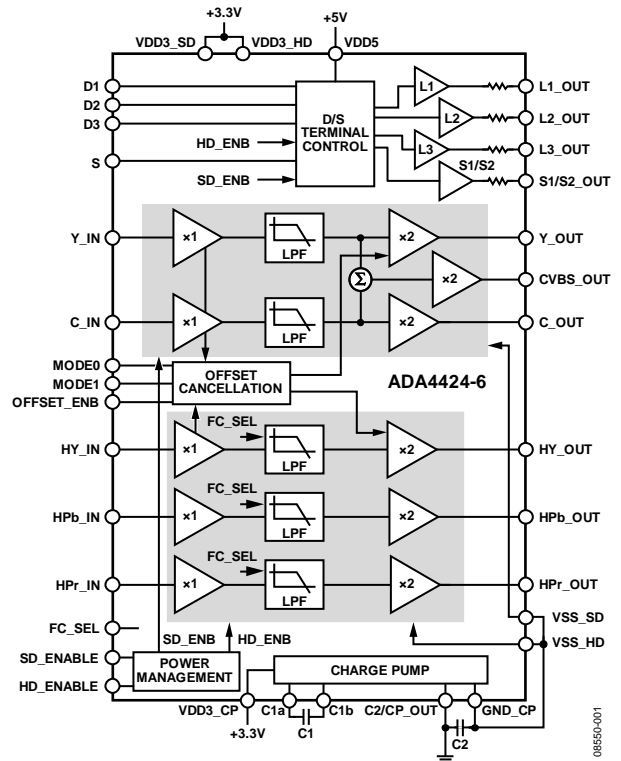 +3.3V
+5V
VDD3_SD
VDD3_HD
VDD5
D1
D2
D3
HD_ENB
S
SD_ENB
D/S
TERMINAL
CONTROL
L1
L1_OUT
L2
L2_OUT
L3
L3_OUT
S1/S2
S1/S2_OUT
Y_IN
×1
LPF
×2
Y_OUT
Σ
×2
CVBS_OUT
C_IN
×1
LPF
×2
C_OUT
MODE0
MODE1
OFFSET_ENB
OFFSET
CANCELLATION
ADA4424-6
FC_SEL
HY_IN
×1
LPF
×2
HY_OUT
FC_SEL
HPb_IN
×1
LPF
×2
HPb_OUT
FC_SEL
HPr_IN
×1
LPF
×2
HPr_OUT
FC_SEL
SD_ENB
HD_ENB
VSS_SD
VSS_HD
SD_ENABLE
HD_ENABLE
POWER
MANAGEMENT
CHARGE PUMP
VDD3_CP
C1a
C1b
C2/CP_OUT
GND_CP
+3.3V
C1
C2
08550-001